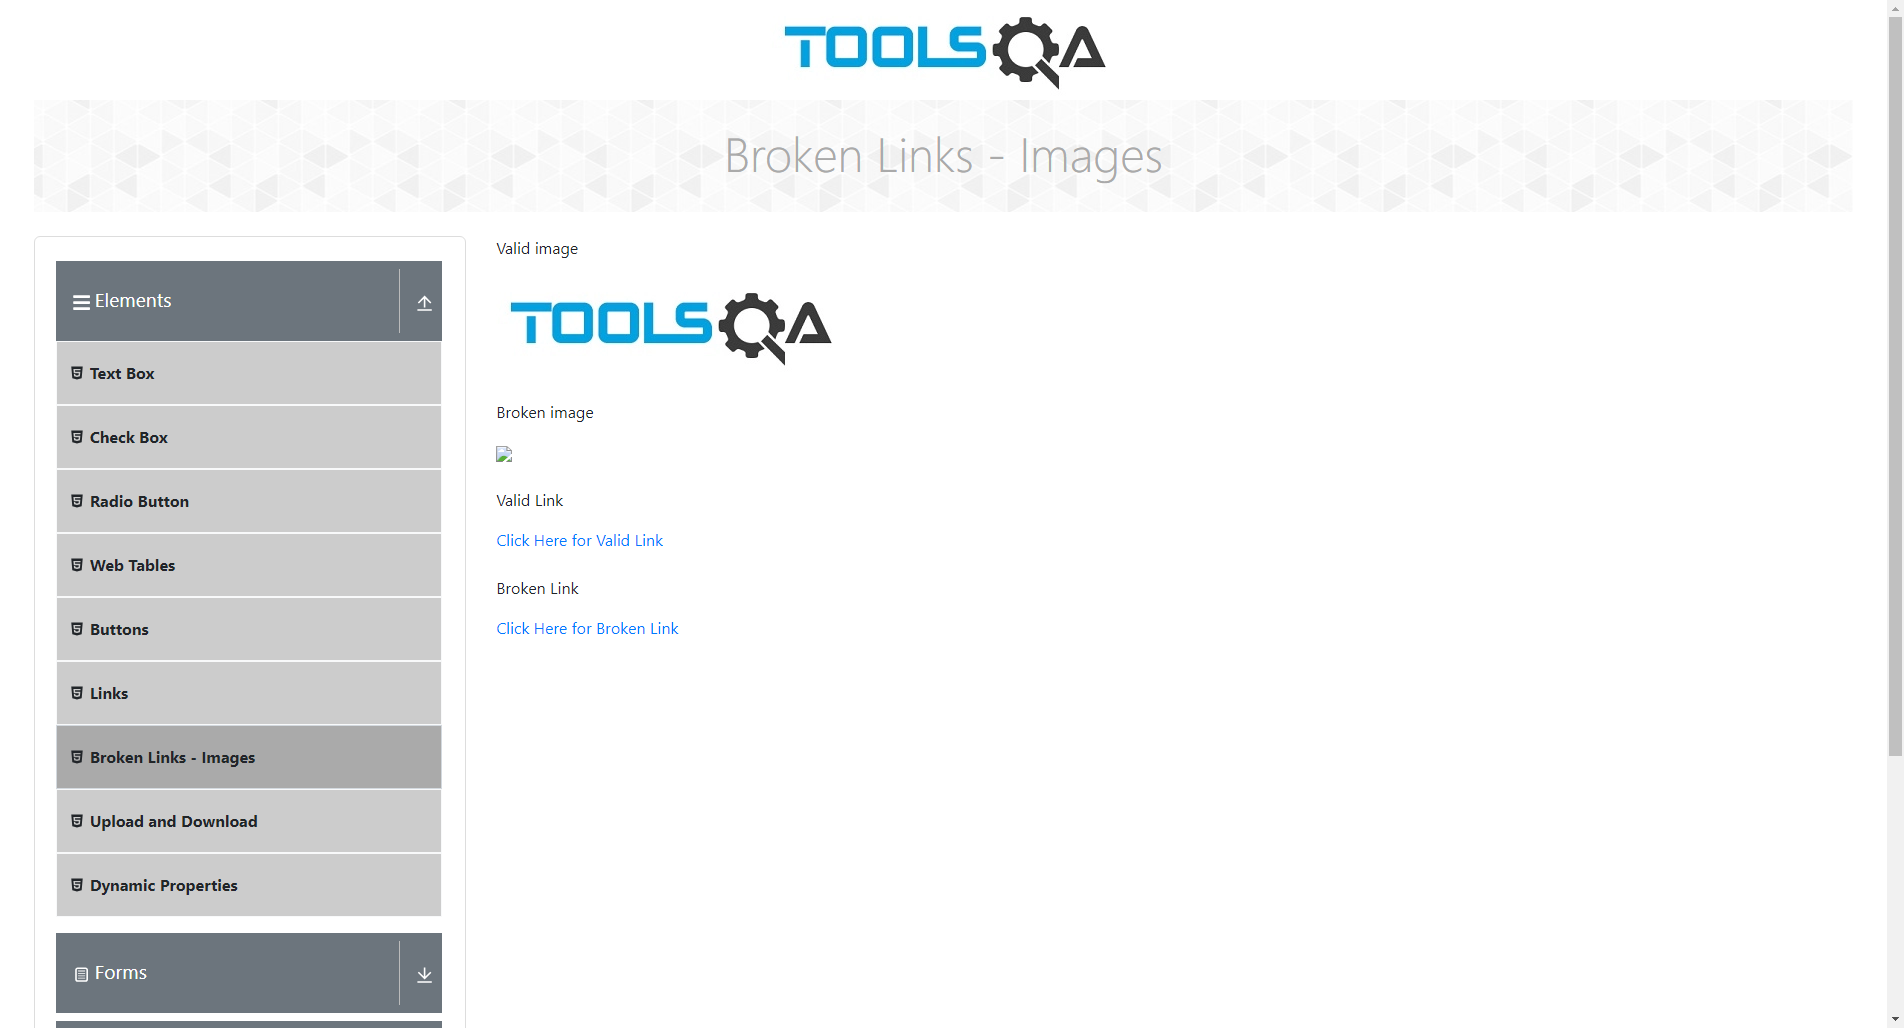 TOOLSQA
Broken Links - Images
Elements
Text Box
Check Box
Radio Button
Web Tables
Buttons
Links
Broken Links - Images
Upload and Download
Dynamic Properties
Forms
Valid image
TOOLSQA
Broken image
Valid Link
Click Here for Valid Link
Broken Link
Click Here for Broken Link